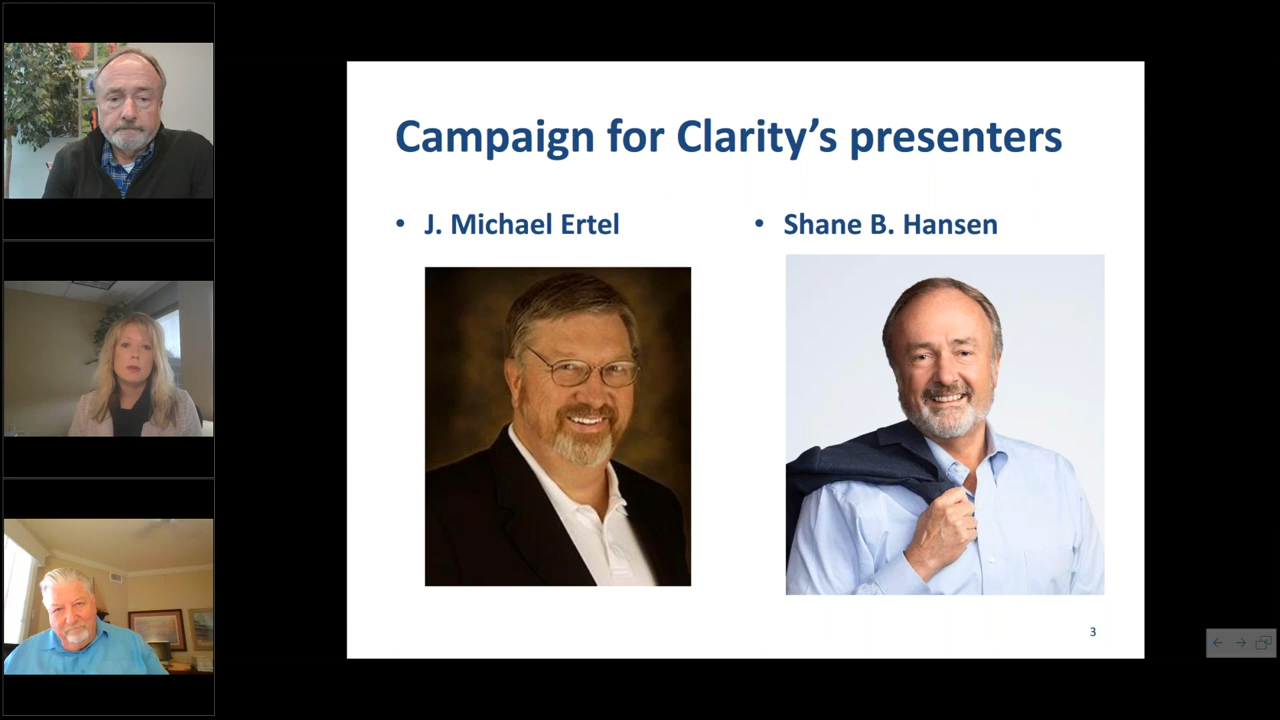 Campaign for Clarity’s presenters
• J. Michael Ertel
• Shane B. Hansen
3